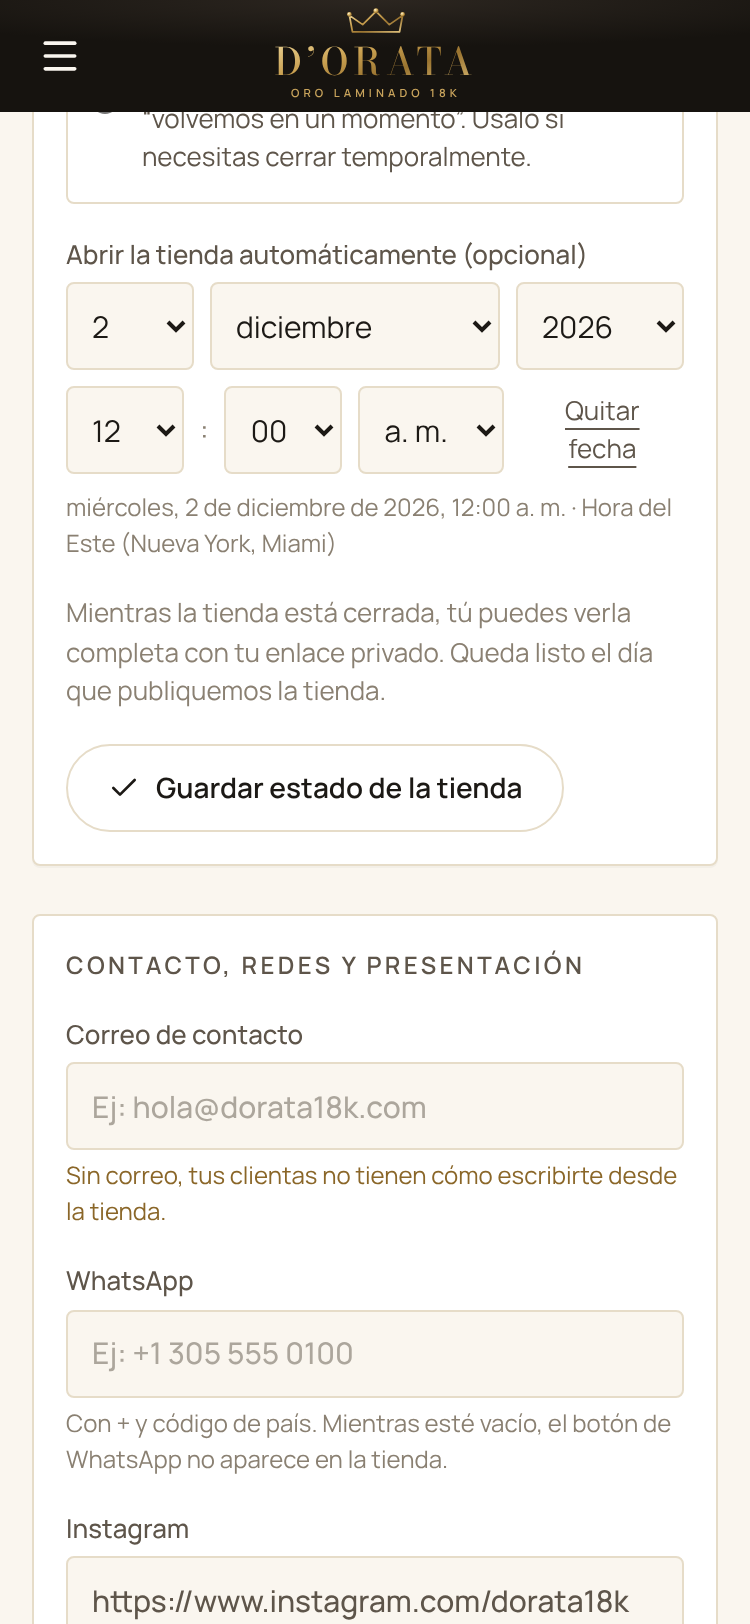 D’ORATA
ORO LAMINADO 18K
“volvemos en un momento”. Úsalo si
necesitas cerrar temporalmente.
Abrir la tienda automáticamente (opcional)
2 diciembre 2026
12 : 00 a. m. Quitar
fecha
miércoles, 2 de diciembre de 2026, 12:00 a. m. · Hora del
Este (Nueva York, Miami)
Mientras la tienda está cerrada, tú puedes verla
completa con tu enlace privado. Queda listo el día
que publiquemos la tienda.
Guardar estado de la tienda
CONTACTO, REDES Y PRESENTACIÓN
Correo de contacto
Ej: hola@dorata18k.com
Sin correo, tus clientas no tienen cómo escribirte desde
la tienda.
WhatsApp
Ej: +1 305 555 0100
Con + y código de país. Mientras esté vacío, el botón de
WhatsApp no aparece en la tienda.
Instagram
https://www.instagram.com/dorata18k